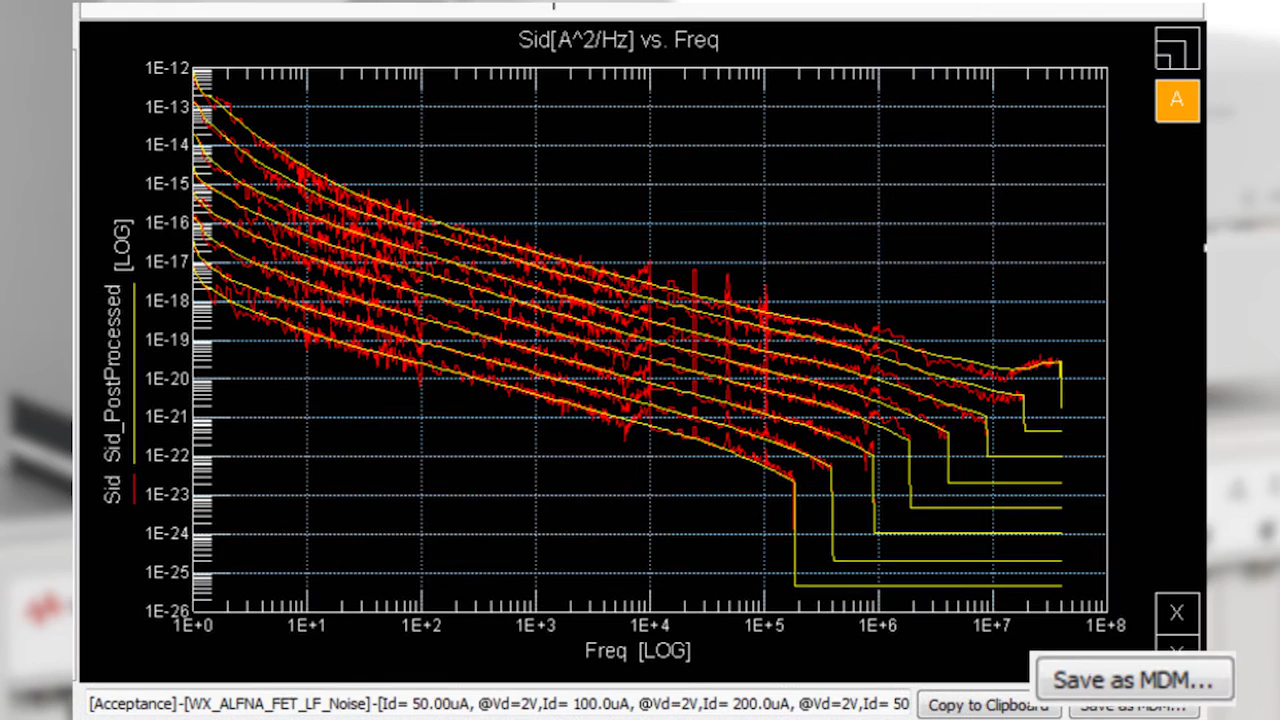 Sid[A^2/Hz] vs. Freq
A
1E-12
1E-13
1E-14
1E-15
1E-16
1E-17
1E-18
1E-19
1E-20
1E-21
1E-22
1E-23
1E-24
1E-25
1E-26
Sid Sid_PostProcessed [LOG]
1E+0 1E+1 1E+2 1E+3 1E+4 1E+5 1E+6 1E+7 1E+8
Freq [LOG]
X
Save as MDM...
[Acceptance]-[WX_ALFNA_FET_LF_Noise]-[Id= 50.00uA, @Vd=2V,Id= 100.0uA, @Vd=2V,Id= 200.0uA, @Vd=2V,Id= 50
Copy to Clipboard
Save as MDM...